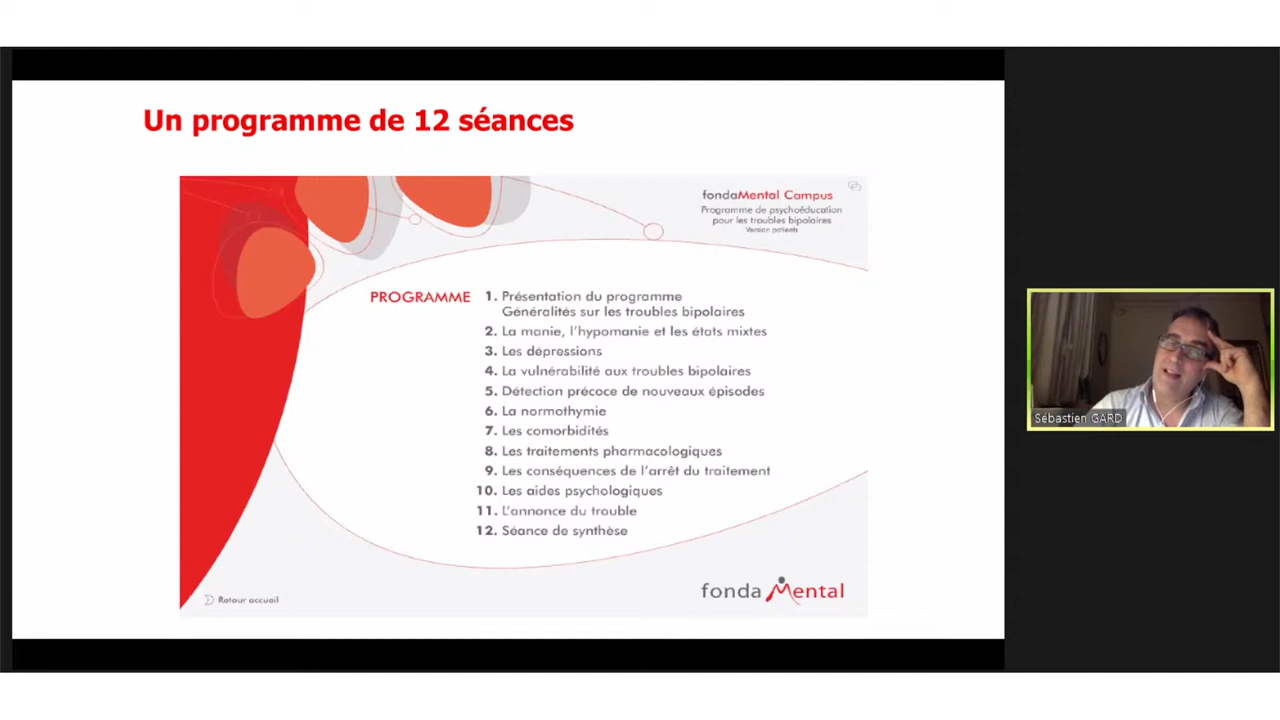 Un programme de 12 séances
fondaMental Campus
Programme de psychoéducation
pour les troubles bipolaires
Version patients
PROGRAMME
1. Présentation du programme
Généralités sur les troubles bipolaires
2. La manie, l'hypomanie et les états mixtes
3. Les dépressions
4. La vulnérabilité aux troubles bipolaires
5. Détection précoce de nouveaux épisodes
6. La normothymie
7. Les comorbidités
8. Les traitements pharmacologiques
9. Les conséquences de l'arrêt du traitement
10. Les aides psychologiques
11. L'annonce du trouble
12. Séance de synthèse
Retour accueil
fondaMental
Sébastien GARD